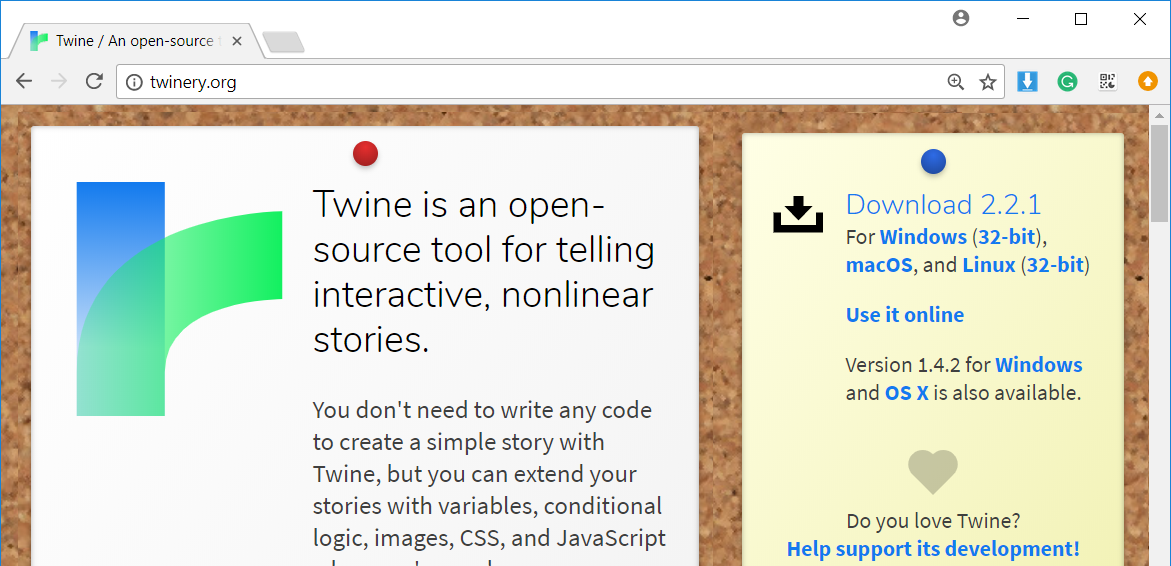 Twine / An open-source
twinery.org
Twine is an open-
source tool for telling
interactive, nonlinear
stories.
You don't need to write any code
to create a simple story with
Twine, but you can extend your
stories with variables, conditional
logic, images, CSS, and JavaScript
Download 2.2.1
For Windows (32-bit),
macOS, and Linux (32-bit)
Use it online
Version 1.4.2 for Windows
and OS X is also available.
Do you love Twine?
Help support its development!